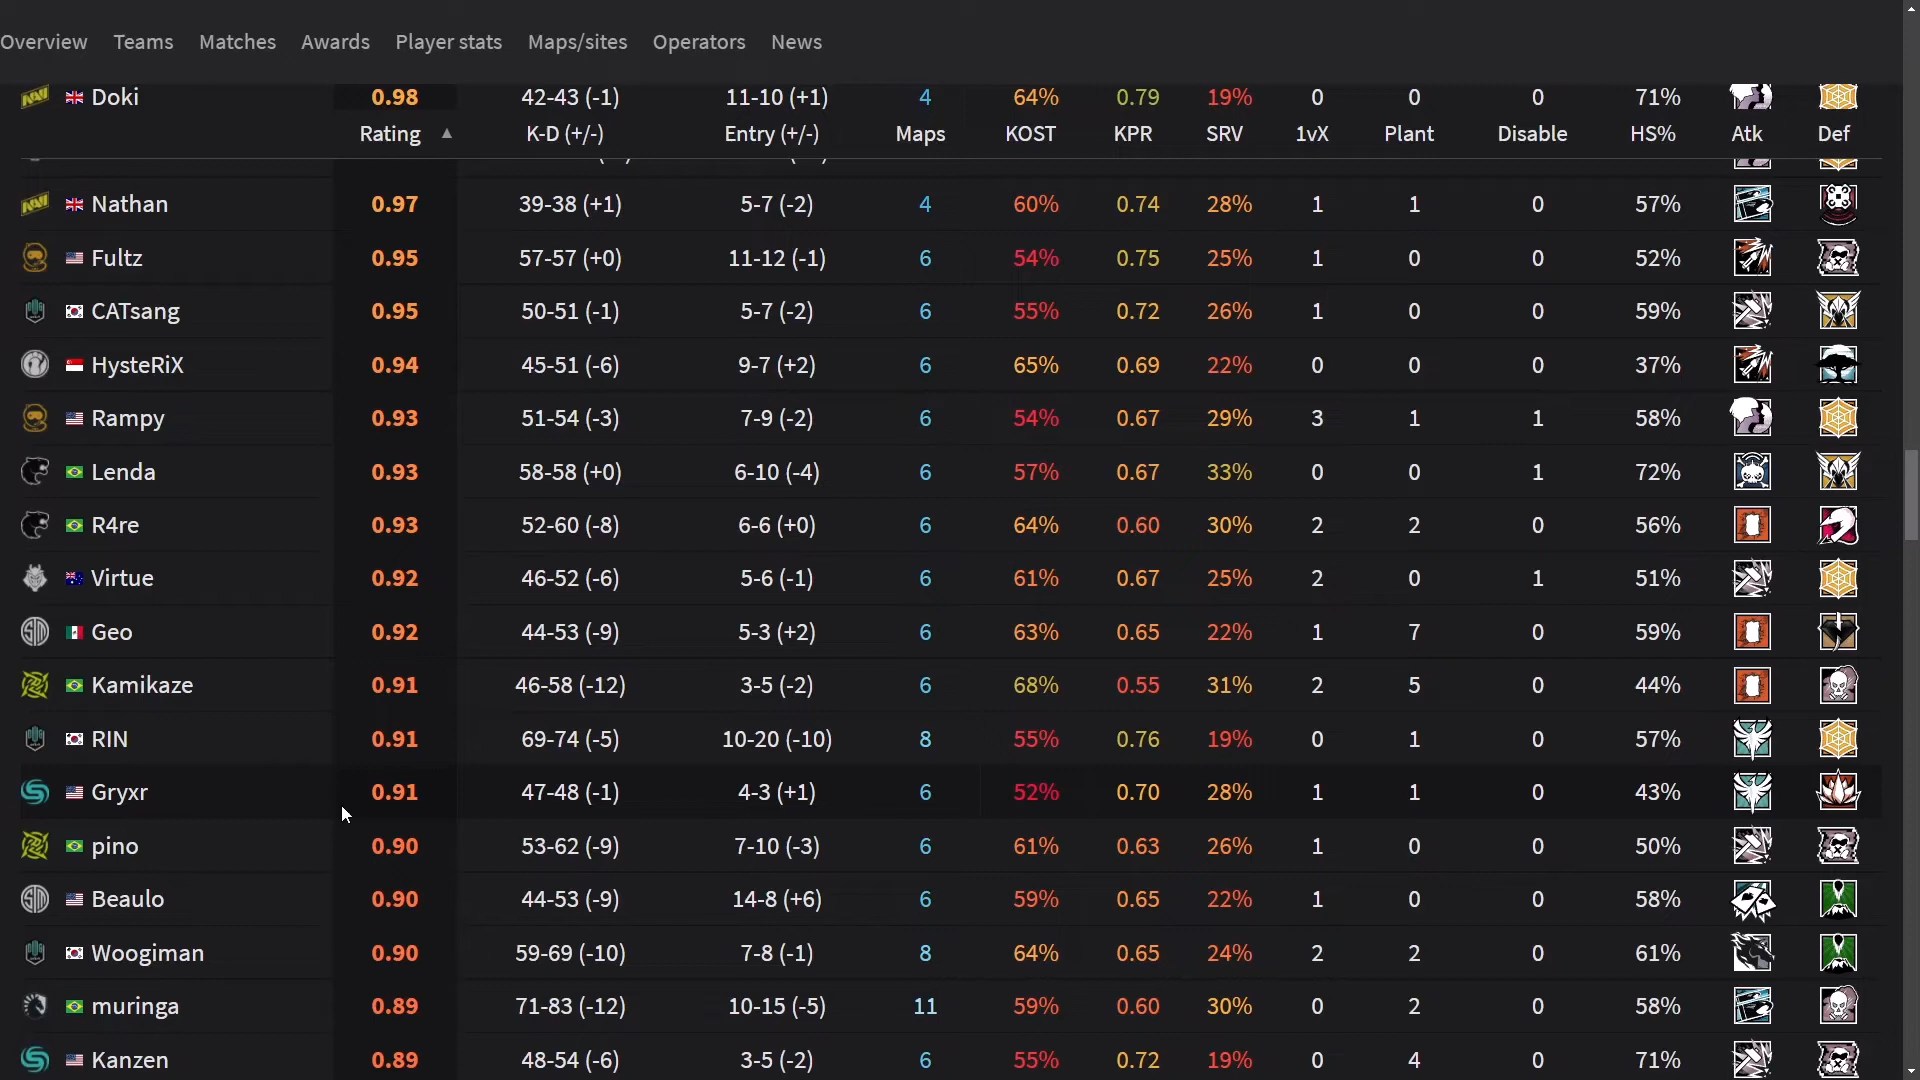 Overview Teams Matches Awards Player stats Maps/sites Operators News
Doki 0.98 42-43 (-1) 11-10 (+1) 4 64% 0.79 19% 0 0 0 71%
Rating ▲ K-D (+/-) Entry (+/-) Maps KOST KPR SRV 1vX Plant Disable HS% Atk Def
Nathan 0.97 39-38 (+1) 5-7 (-2) 4 60% 0.74 28% 1 1 0 57%
Fultz 0.95 57-57 (+0) 11-12 (-1) 6 54% 0.75 25% 1 0 0 52%
CATsang 0.95 50-51 (-1) 5-7 (-2) 6 55% 0.72 26% 1 0 0 59%
HysteRiX 0.94 45-51 (-6) 9-7 (+2) 6 65% 0.69 22% 0 0 0 37%
Rampy 0.93 51-54 (-3) 7-9 (-2) 6 54% 0.67 29% 3 1 1 58%
Lenda 0.93 58-58 (+0) 6-10 (-4) 6 57% 0.67 33% 0 0 1 72%
R4re 0.93 52-60 (-8) 6-6 (+0) 6 64% 0.60 30% 2 2 0 56%
Virtue 0.92 46-52 (-6) 5-6 (-1) 6 61% 0.67 25% 2 0 1 51%
Geo 0.92 44-53 (-9) 5-3 (+2) 6 63% 0.65 22% 1 7 0 59%
Kamikaze 0.91 46-58 (-12) 3-5 (-2) 6 68% 0.55 31% 2 5 0 44%
RIN 0.91 69-74 (-5) 10-20 (-10) 8 55% 0.76 19% 0 1 0 57%
Gryxr 0.91 47-48 (-1) 4-3 (+1) 6 52% 0.70 28% 1 1 0 43%
pino 0.90 53-62 (-9) 7-10 (-3) 6 61% 0.63 26% 1 0 0 50%
Beaulo 0.90 44-53 (-9) 14-8 (+6) 6 59% 0.65 22% 1 0 0 58%
Woogiman 0.90 59-69 (-10) 7-8 (-1) 8 64% 0.65 24% 2 2 0 61%
muringa 0.89 71-83 (-12) 10-15 (-5) 11 59% 0.60 30% 0 2 0 58%
Kanzen 0.89 48-54 (-6) 3-5 (-2) 6 55% 0.72 19% 0 4 0 71%